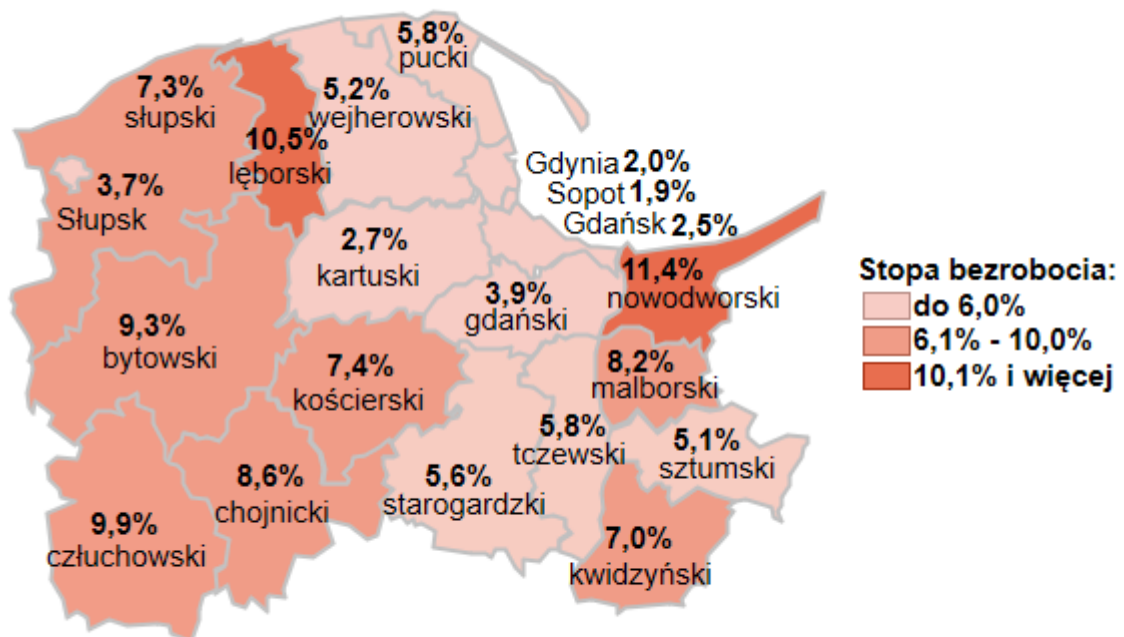 5,8%
pucki
7,3%
słupski
5,2%
wejherowski
10,5%
lęborski
3,7%
Słupsk
Gdynia 2,0%
Sopot 1,9%
Gdańsk 2,5%
2,7%
kartuski
11,4%
nowodworski
3,9%
gdański
9,3%
bytowski
7,4%
kościerski
8,2%
malborski
5,8%
tczewski
5,1%
sztumski
8,6%
chojnicki
5,6%
starogardzki
9,9%
człuchowski
7,0%
kwidzyński
Stopa bezrobocia:
do 6,0%
6,1% - 10,0%
10,1% i więcej